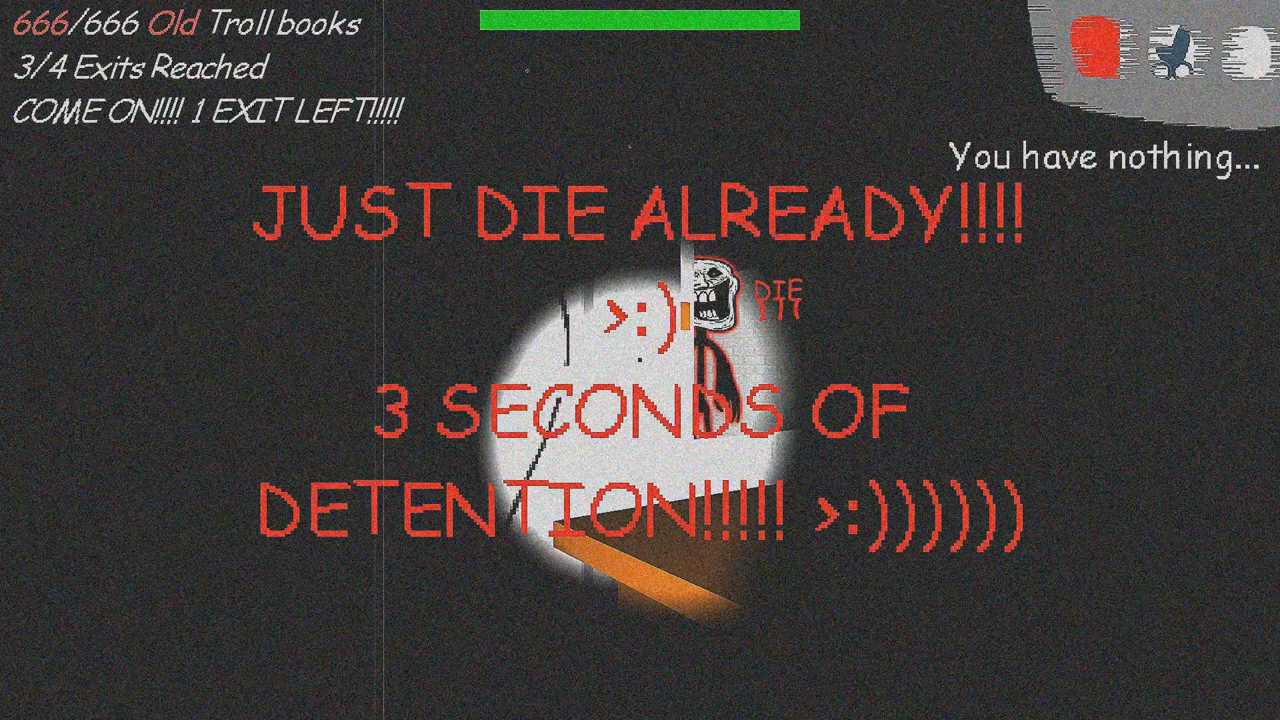 666/666 Old Troll books
3/4 Exits Reached
COME ON!!!! 1 EXIT LEFT!!!!!
You have nothing...
JUST DIE ALREADY!!!!
>:)
DIE
3 SECONDS OF
DETENTION!!!!! >:))))))